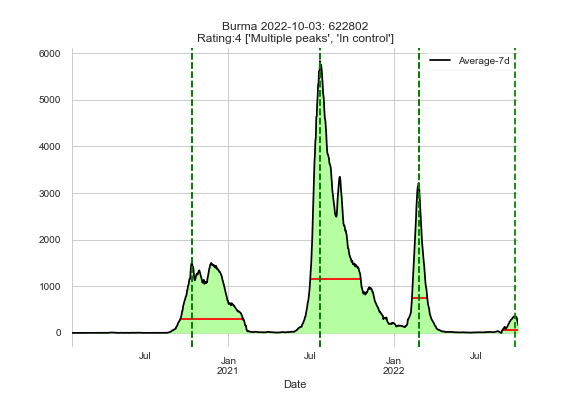 Burma 2022-10-03: 622802
Rating:4 ['Multiple peaks', 'In control']
Average-7d
6000
5000
4000
3000
2000
1000
0
Jul
Jan
2021
Jul
Jan
2022
Jul
Date